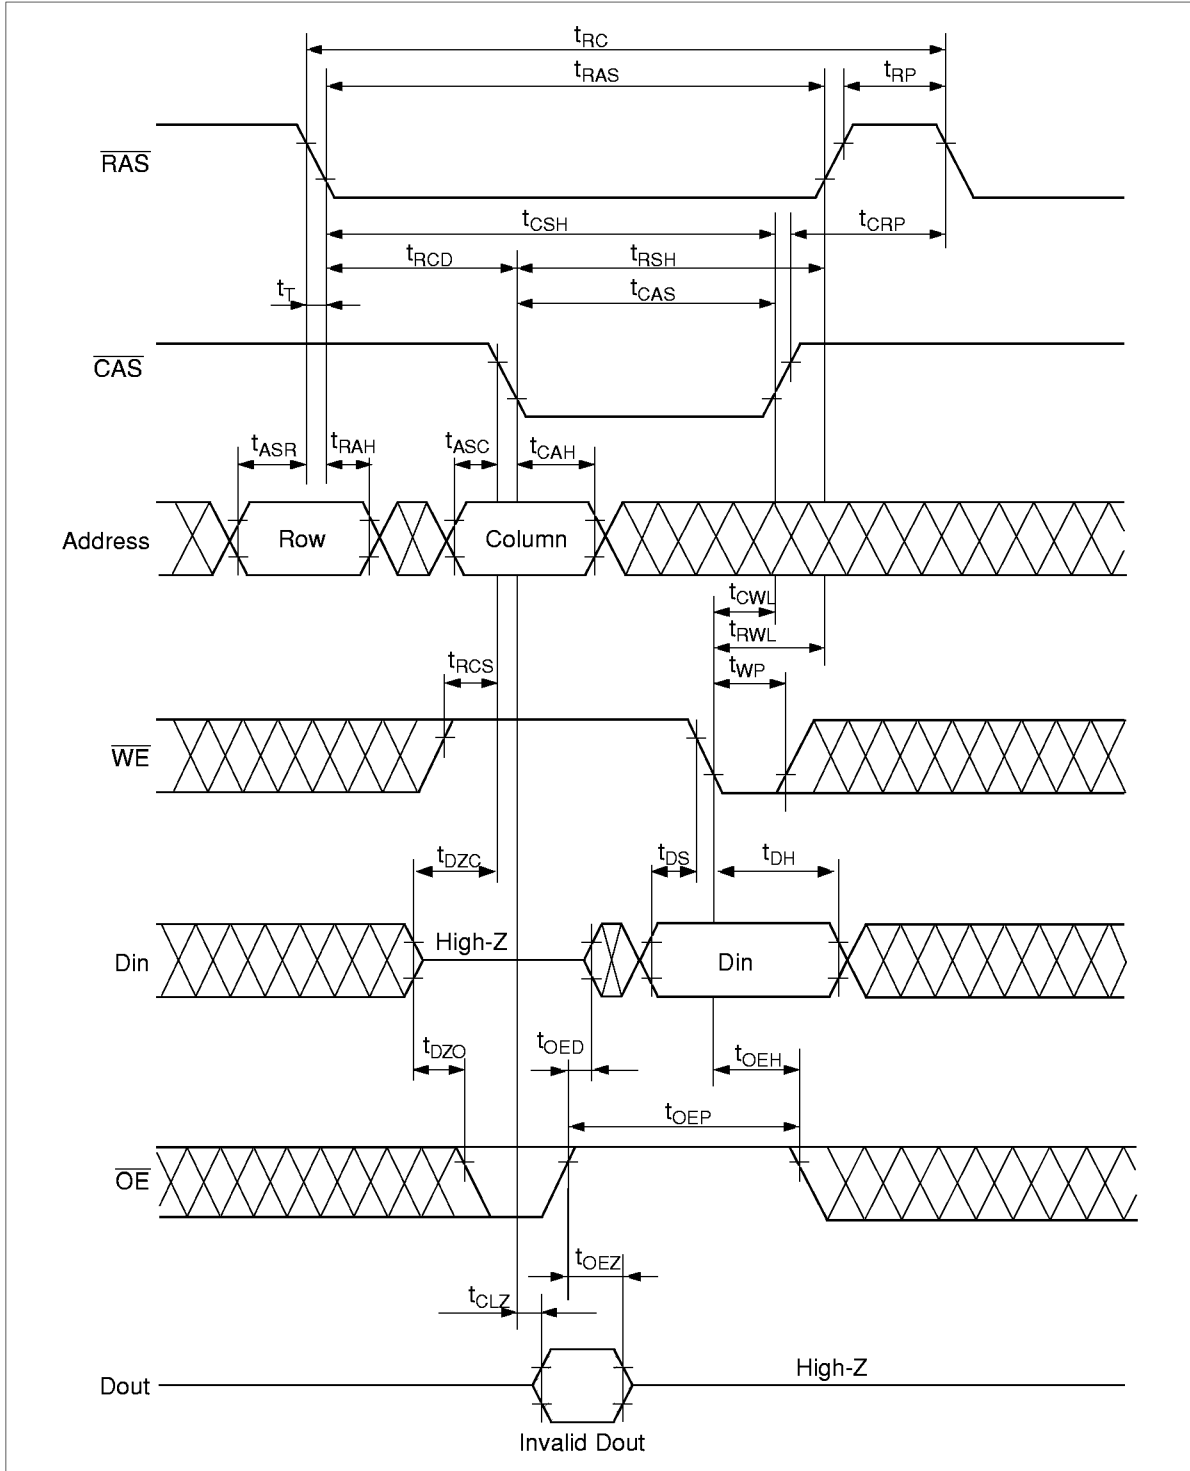 tRC
tRAS
tRP
RAS
tCSH
tCRP
tRCD
tRSH
tT
tCAS
CAS
tASR
tRAH
tASC
tCAH
Address
Row
Column
tCWL
tRWL
tRCS
tWP
WE
tDZC
tDS
tDH
High-Z
Din
Din
tDZO
tOED
tOEH
tOEP
OE
tOEZ
tCLZ
High-Z
Dout
Invalid Dout